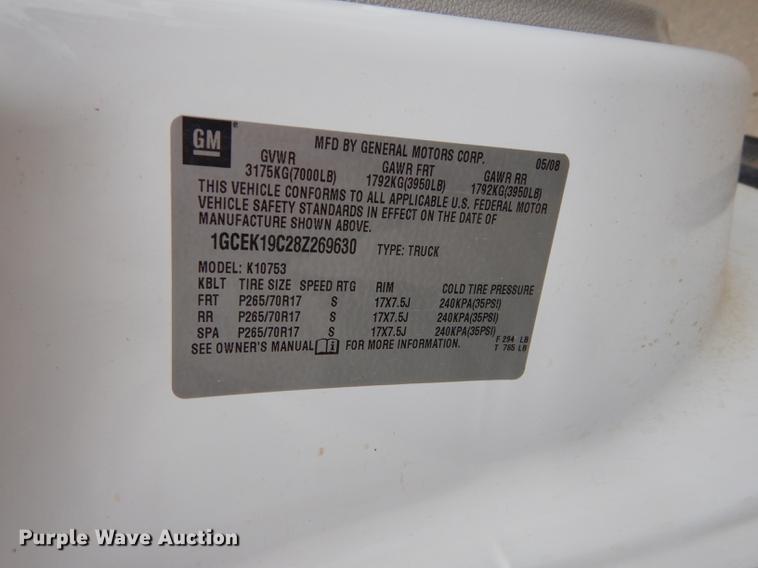 GM
MFD BY GENERAL MOTORS CORP. 05/08
GVWR GAWR FRT GAWR RR
3175KG(7000LB) 1792KG(3950LB) 1792KG(3950LB)
THIS VEHICLE CONFORMS TO ALL APPLICABLE U.S. FEDERAL MOTOR
VEHICLE SAFETY STANDARDS IN EFFECT ON THE DATE OF
MANUFACTURE SHOWN ABOVE.
1GCEK19C28Z269630 TYPE: TRUCK
MODEL: K10753
KBLT TIRE SIZE SPEED RTG RIM COLD TIRE PRESSURE
FRT P265/70R17 S 17X7.5J 240KPA(35PSI)
RR P265/70R17 S 17X7.5J 240KPA(35PSI)
SPA P265/70R17 S 17X7.5J 240KPA(35PSI)
F 294 LB
SEE OWNER'S MANUAL FOR MORE INFORMATION. T 765 LB
Purple Wave Auction